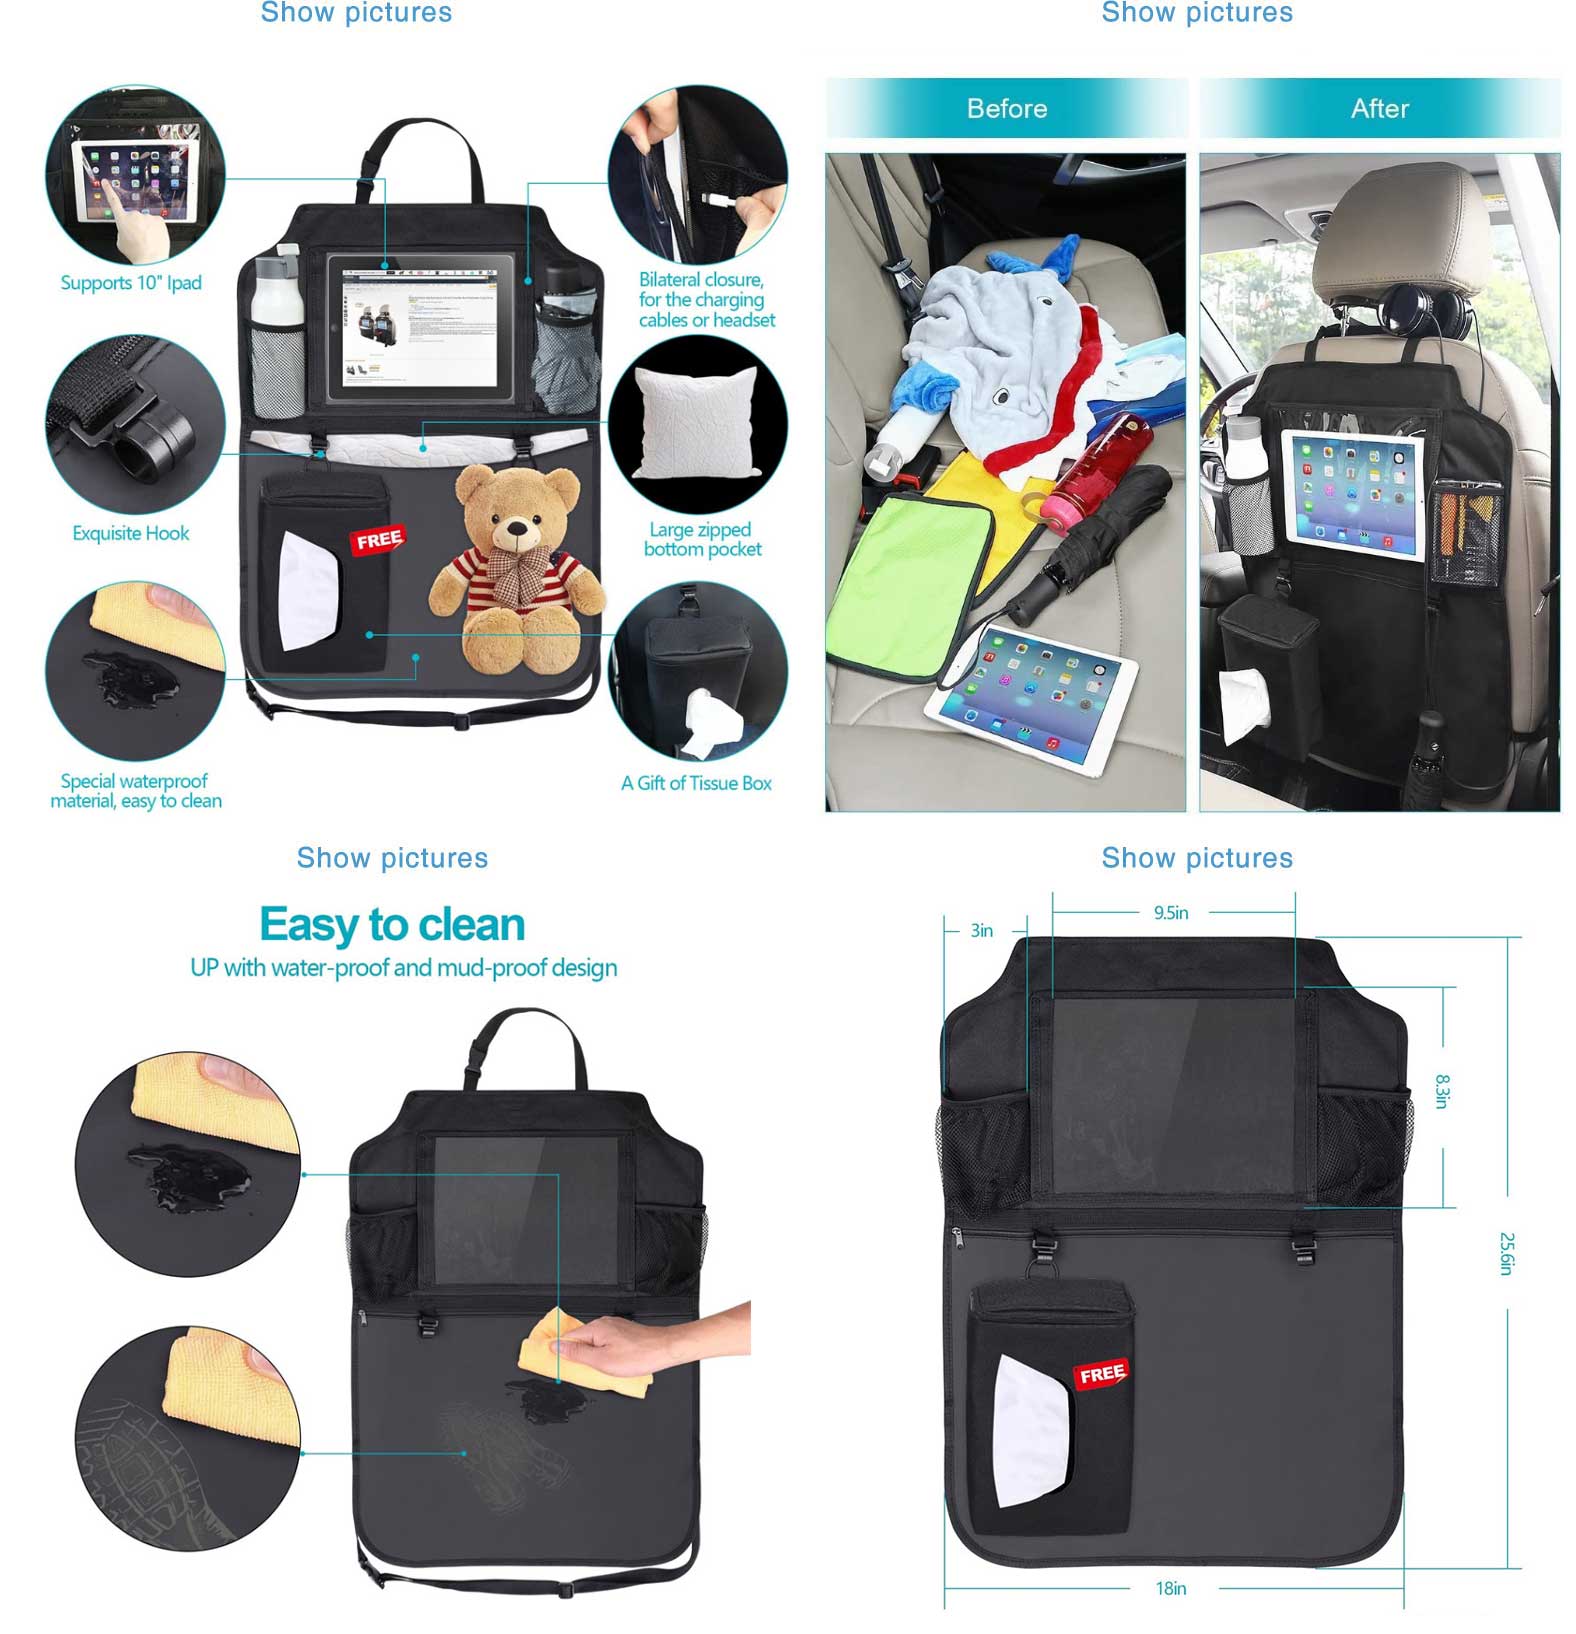 Show pictures
Show pictures
Supports 10" Ipad
Bilateral closure,
for the charging
cables or headset
Exquisite Hook
FREE
Large zipped
bottom pocket
Special waterproof
material, easy to clean
A Gift of Tissue Box
Before
After
Show pictures
Show pictures
Easy to clean
UP with water-proof and mud-proof design
9.5in
3in
8.3in
25.6in
FREE
18in